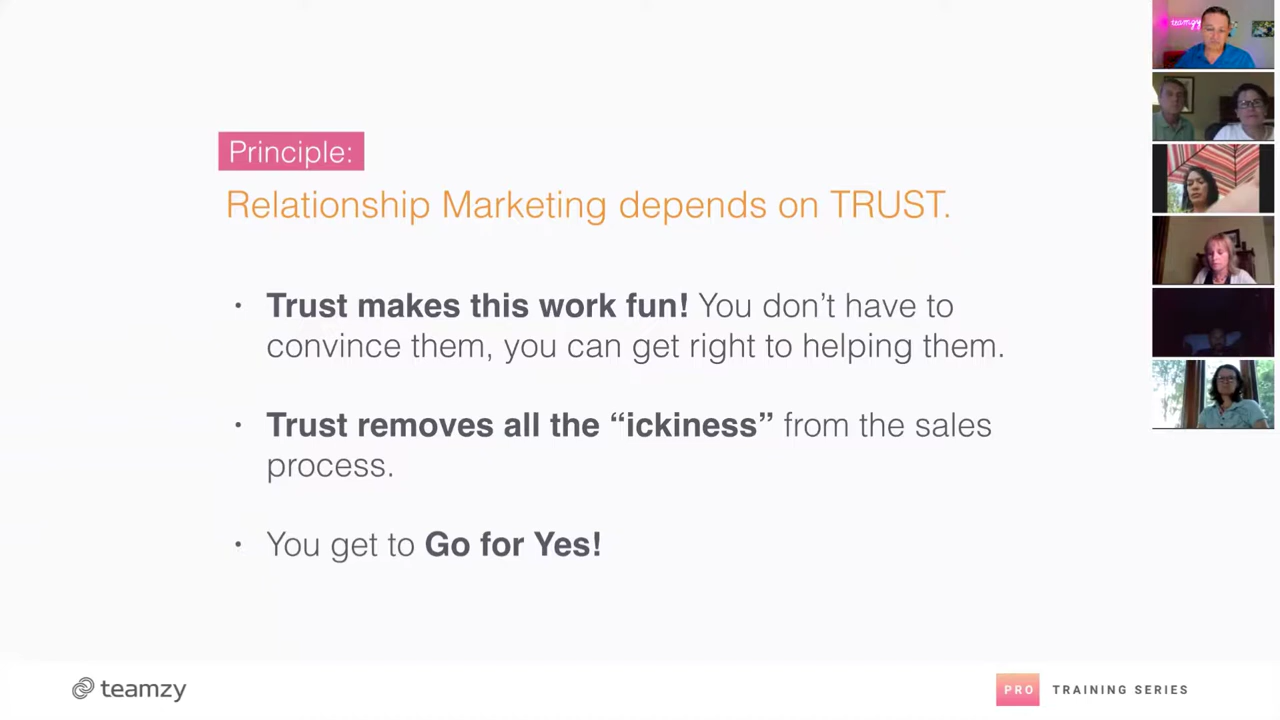 Principle:
Relationship Marketing depends on TRUST.
• Trust makes this work fun! You don’t have to
convince them, you can get right to helping them.
• Trust removes all the “ickiness” from the sales
process.
• You get to Go for Yes!
teamzy
PRO TRAINING SERIES
teamzy